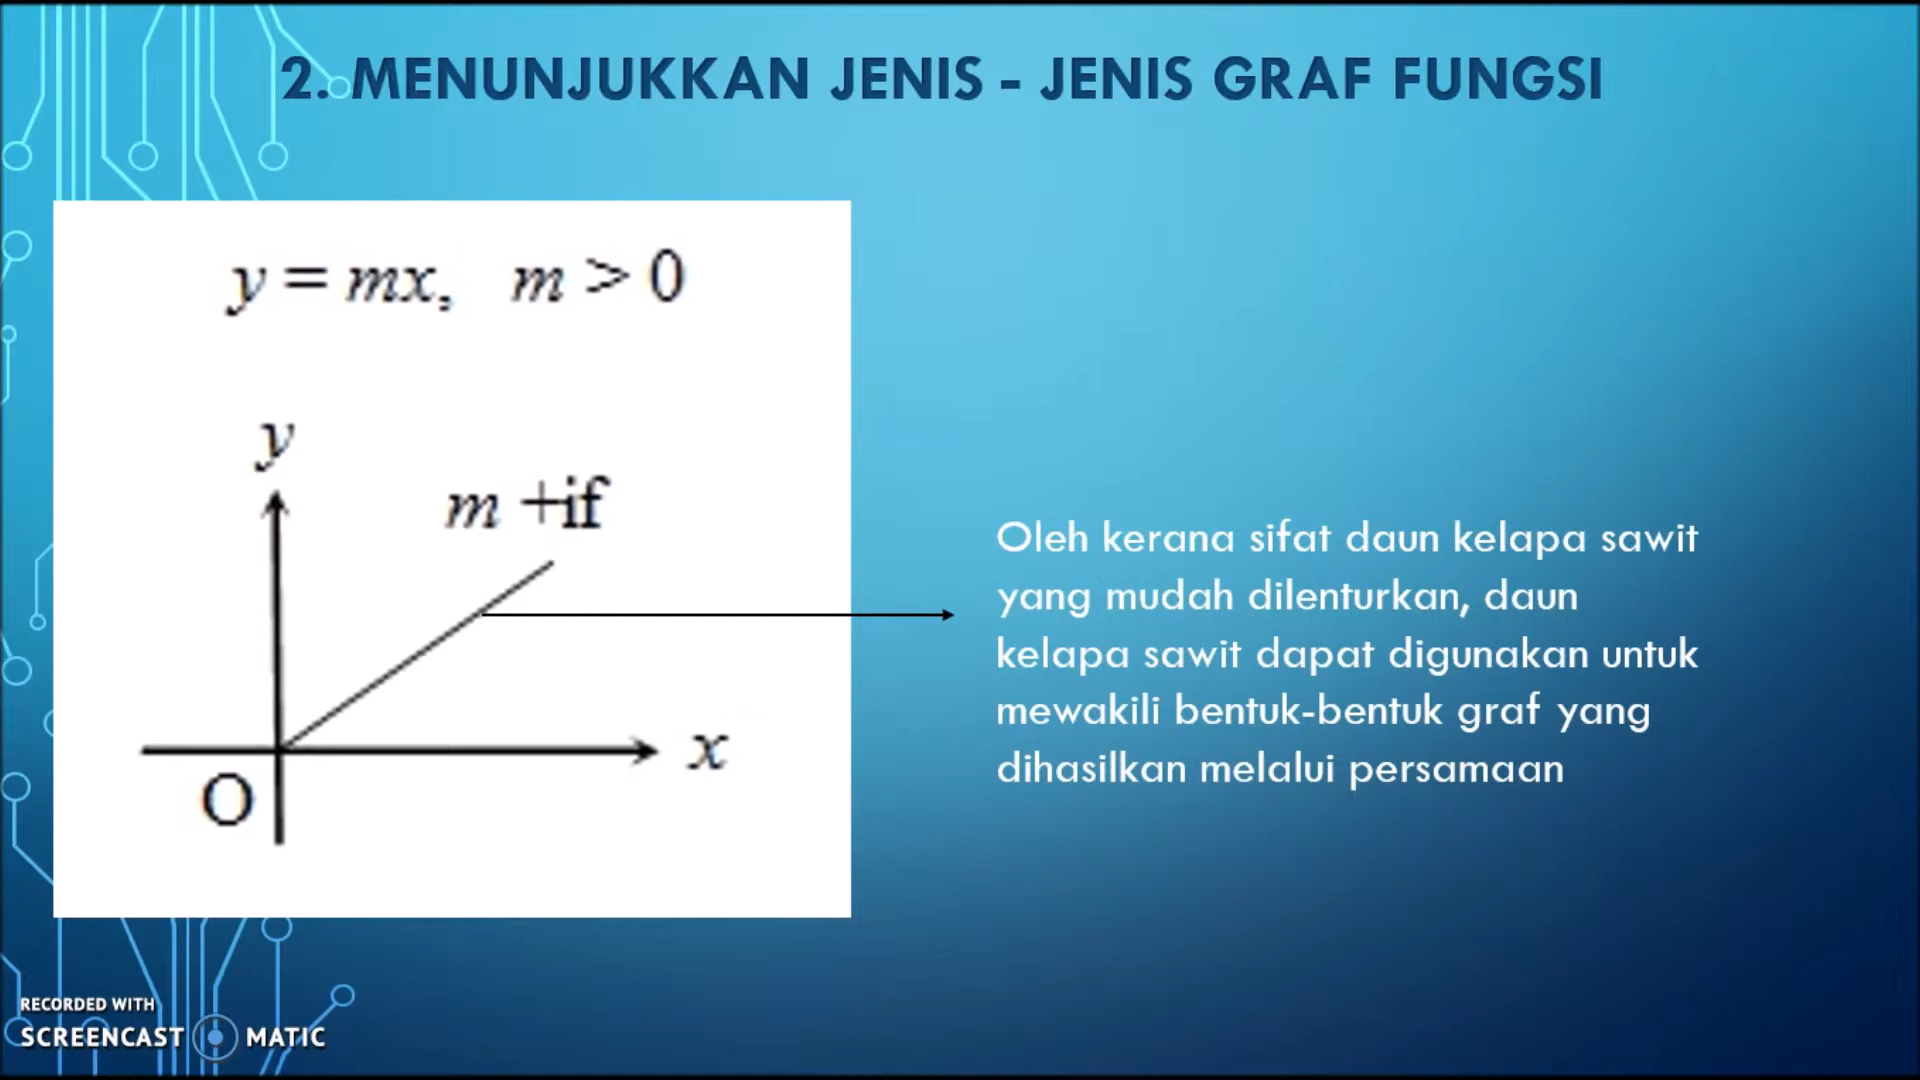 2. MENUNJUKKAN JENIS - JENIS GRAF FUNGSI
y = mx, m > 0
y
m +if
x
O
Oleh kerana sifat daun kelapa sawit
yang mudah dilenturkan, daun
kelapa sawit dapat digunakan untuk
mewakili bentuk-bentuk graf yang
dihasilkan melalui persamaan
RECORDED WITH
SCREENCAST MATIC